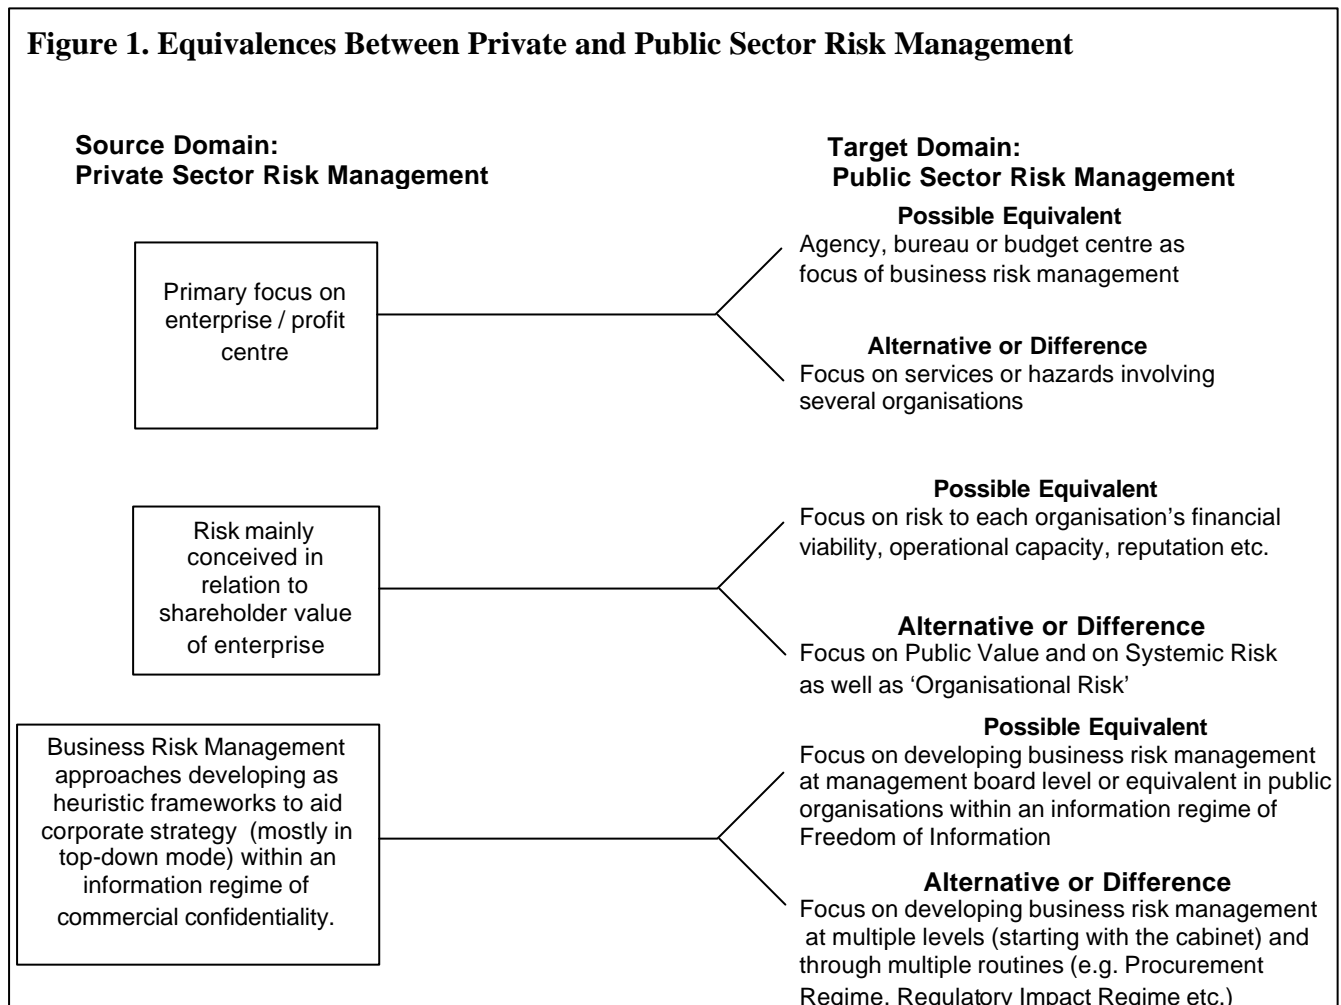 Figure 1. Equivalences Between Private and Public Sector Risk Management
Source Domain:
Private Sector Risk Management
Target Domain:
Public Sector Risk Management
Primary focus on
enterprise / profit
centre
Possible Equivalent
Agency, bureau or budget centre as
focus of business risk management
Alternative or Difference
Focus on services or hazards involving
several organisations
Risk mainly
conceived in
relation to
shareholder value
of enterprise
Possible Equivalent
Focus on risk to each organisation’s financial
viability, operational capacity, reputation etc.
Alternative or Difference
Focus on Public Value and on Systemic Risk
as well as ‘Organisational Risk’
Business Risk Management
approaches developing as
heuristic frameworks to aid
corporate strategy (mostly in
top-down mode) within an
information regime of
commercial confidentiality.
Possible Equivalent
Focus on developing business risk management
at management board level or equivalent in public
organisations within an information regime of
Freedom of Information
Alternative or Difference
Focus on developing business risk management
at multiple levels (starting with the cabinet) and
through multiple routines (e.g. Procurement
Regime, Regulatory Impact Regime etc.)